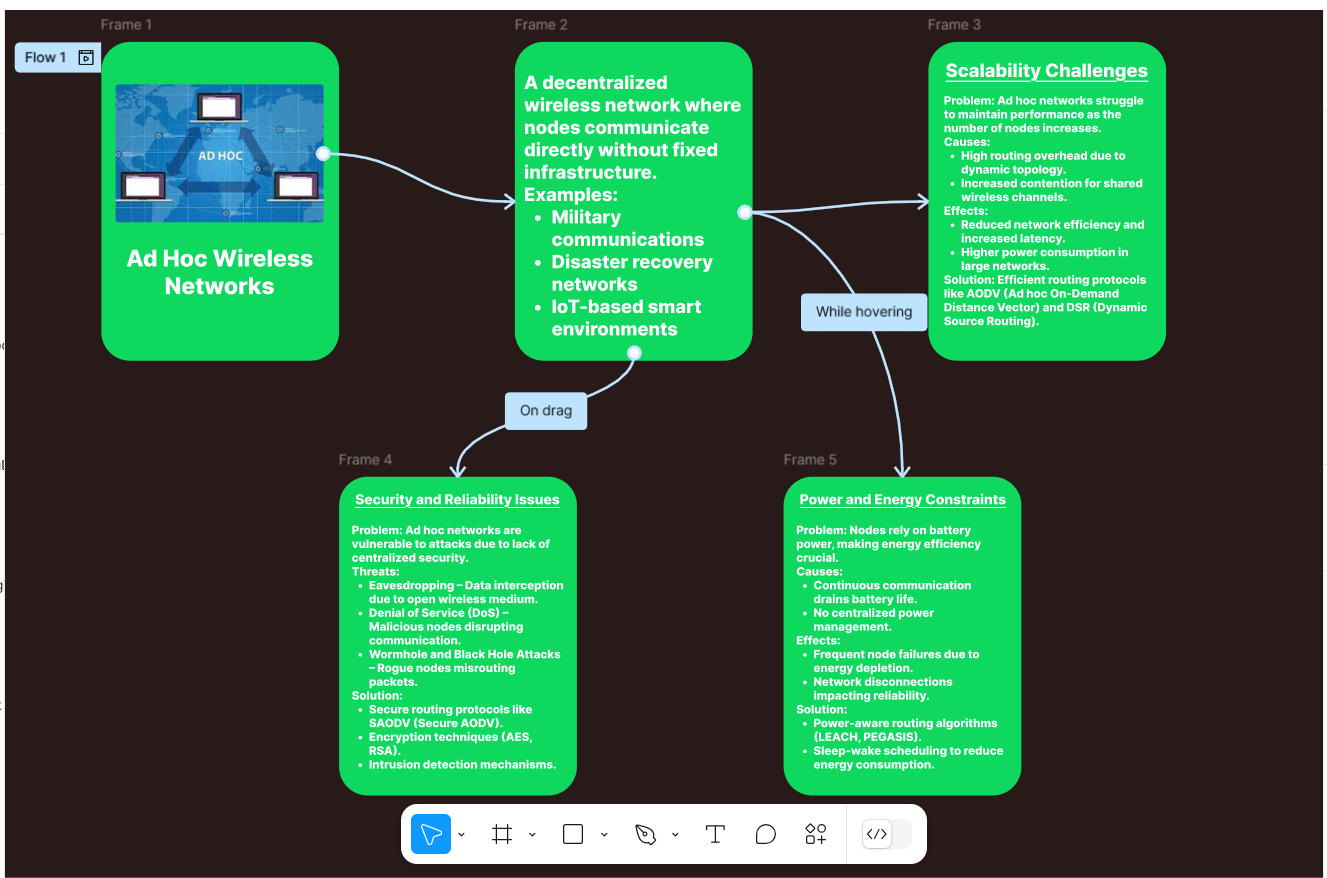 Frame 1
Flow 1
AD HOC
Ad Hoc Wireless
Networks
Frame 2
A decentralized
wireless network where
nodes communicate
directly without fixed
infrastructure.
Examples:
• Military
communications
• Disaster recovery
networks
• IoT-based smart
environments
Frame 3
Scalability Challenges
Problem: Ad hoc networks struggle
to maintain performance as the
number of nodes increases.
Causes:
• High routing overhead due to
dynamic topology.
• Increased contention for shared
wireless channels.
Effects:
• Reduced network efficiency and
increased latency.
• Higher power consumption in
large networks.
Solution: Efficient routing protocols
like AODV (Ad hoc On-Demand
Distance Vector) and DSR (Dynamic
Source Routing).
While hovering
On drag
Frame 4
Security and Reliability Issues
Problem: Ad hoc networks are
vulnerable to attacks due to lack of
centralized security.
Threats:
• Eavesdropping – Data interception
due to open wireless medium.
• Denial of Service (DoS) –
Malicious nodes disrupting
communication.
• Wormhole and Black Hole Attacks
– Rogue nodes misrouting
packets.
Solution:
• Secure routing protocols like
SAODV (Secure AODV).
• Encryption techniques (AES,
RSA).
• Intrusion detection mechanisms.
Frame 5
Power and Energy Constraints
Problem: Nodes rely on battery
power, making energy efficiency
crucial.
Causes:
• Continuous communication
drains battery life.
• No centralized power
management.
Effects:
• Frequent node failures due to
energy depletion.
• Network disconnections
impacting reliability.
Solution:
• Power-aware routing algorithms
(LEACH, PEGASIS).
• Sleep-wake scheduling to reduce
energy consumption.